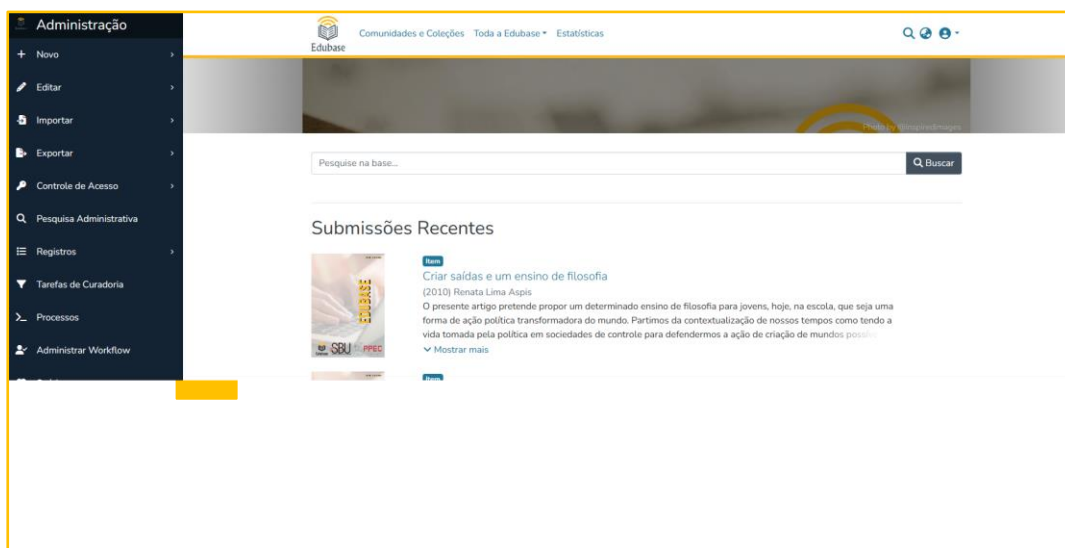 Administração
Novo
Editar
Importar
Exportar
Controle de Acesso
Pesquisa Administrativa
Registros
Tarefas de Curadoria
Processos
Administrar Workflow
Edubase
Comunidades e Coleções Toda a Edubase Estatísticas
Photo by
Pesquise na base...
Buscar
Submissões Recentes
Item
Criar saídas e um ensino de filosofia
(2010) Renata Lima Aspis
O presente artigo pretende propor um determinado ensino de filosofia para jovens, hoje, na escola, que seja uma
forma de ação política transformadora do mundo. Partimos da contextualização de nossos tempos como tendo a
vida tomada pela política em sociedades de controle para defendermos a ação de criação de mundos
Mostrar mais
EDUBASE
SBU PPEC
Item